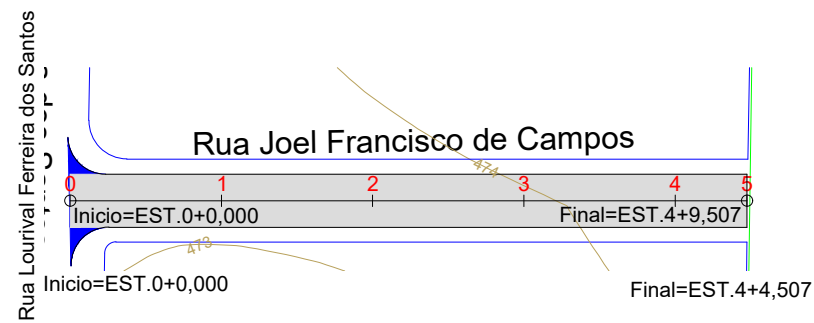 Rua Lourival Ferreira dos Santos
Rua Joel Francisco de Campos
474
0 1 2 3 4 5
Inicio=EST.0+0,000
Final=EST.4+9,507
473
Inicio=EST.0+0,000
Final=EST.4+4,507